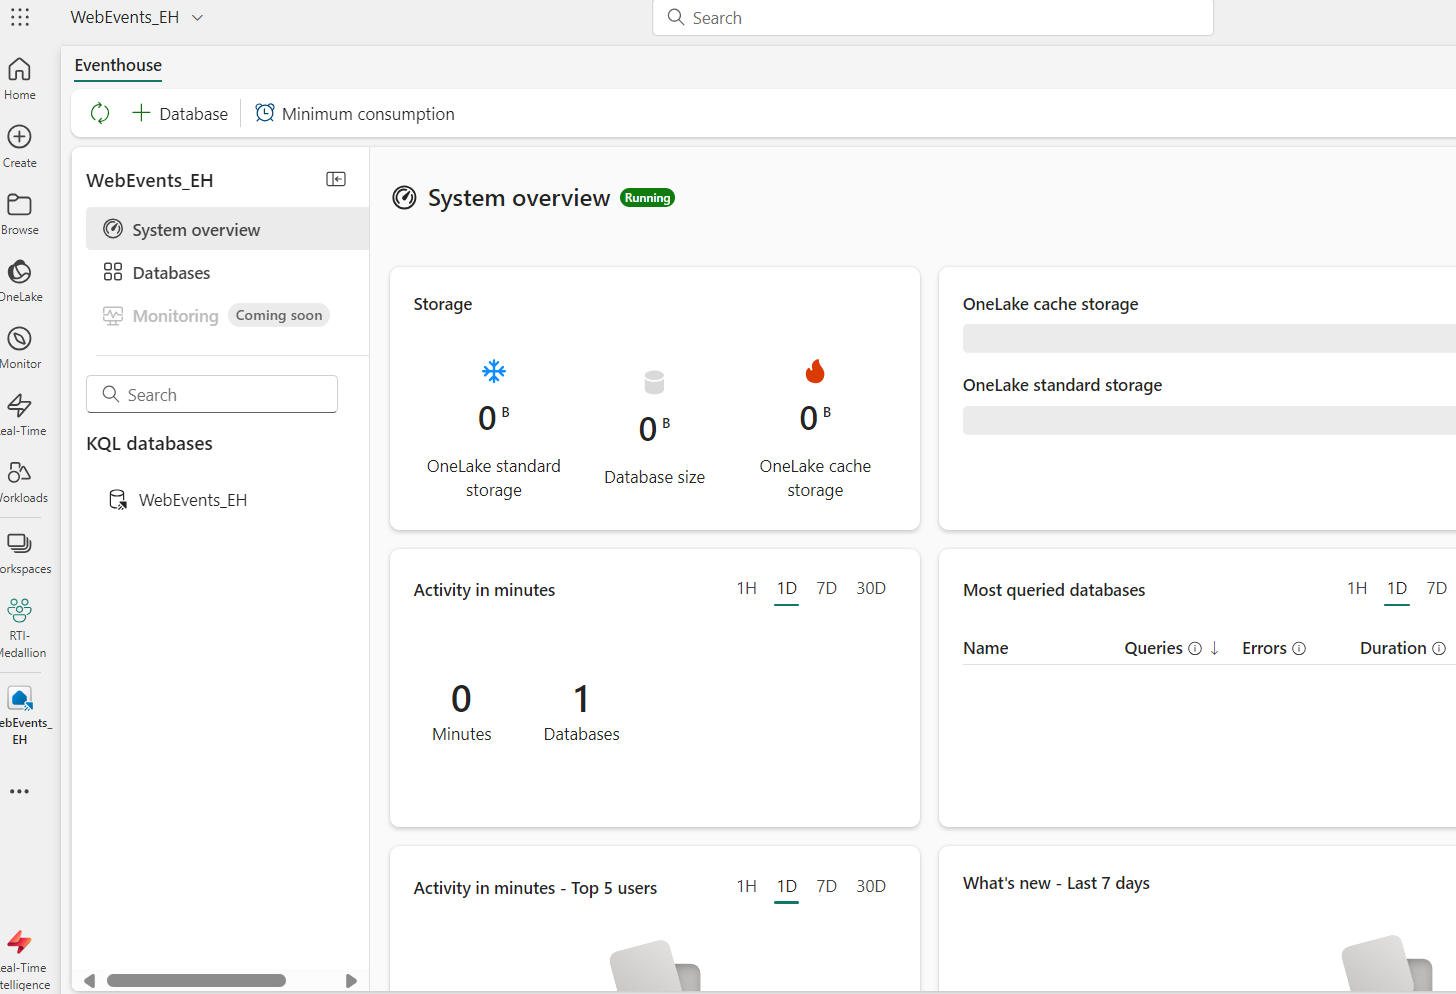 WebEvents_EH
Search
Home
Create
Browse
OneLake
Monitor
eal-Time
Workloads
orkspaces
RTI-
Medallion
ebEvents_
EH
eal-Time
telligence
Eventhouse
Database
Minimum consumption
WebEvents_EH
System overview
Databases
Monitoring Coming soon
Search
KQL databases
WebEvents_EH
System overview Running
Storage
0 B
OneLake standard
storage
0 B
Database size
0 B
OneLake cache
storage
OneLake cache storage
OneLake standard storage
Activity in minutes 1H 1D 7D 30D
0
Minutes
1
Databases
Most queried databases 1H 1D 7D
Name Queries ↓ Errors Duration
Activity in minutes - Top 5 users 1H 1D 7D 30D
What's new - Last 7 days